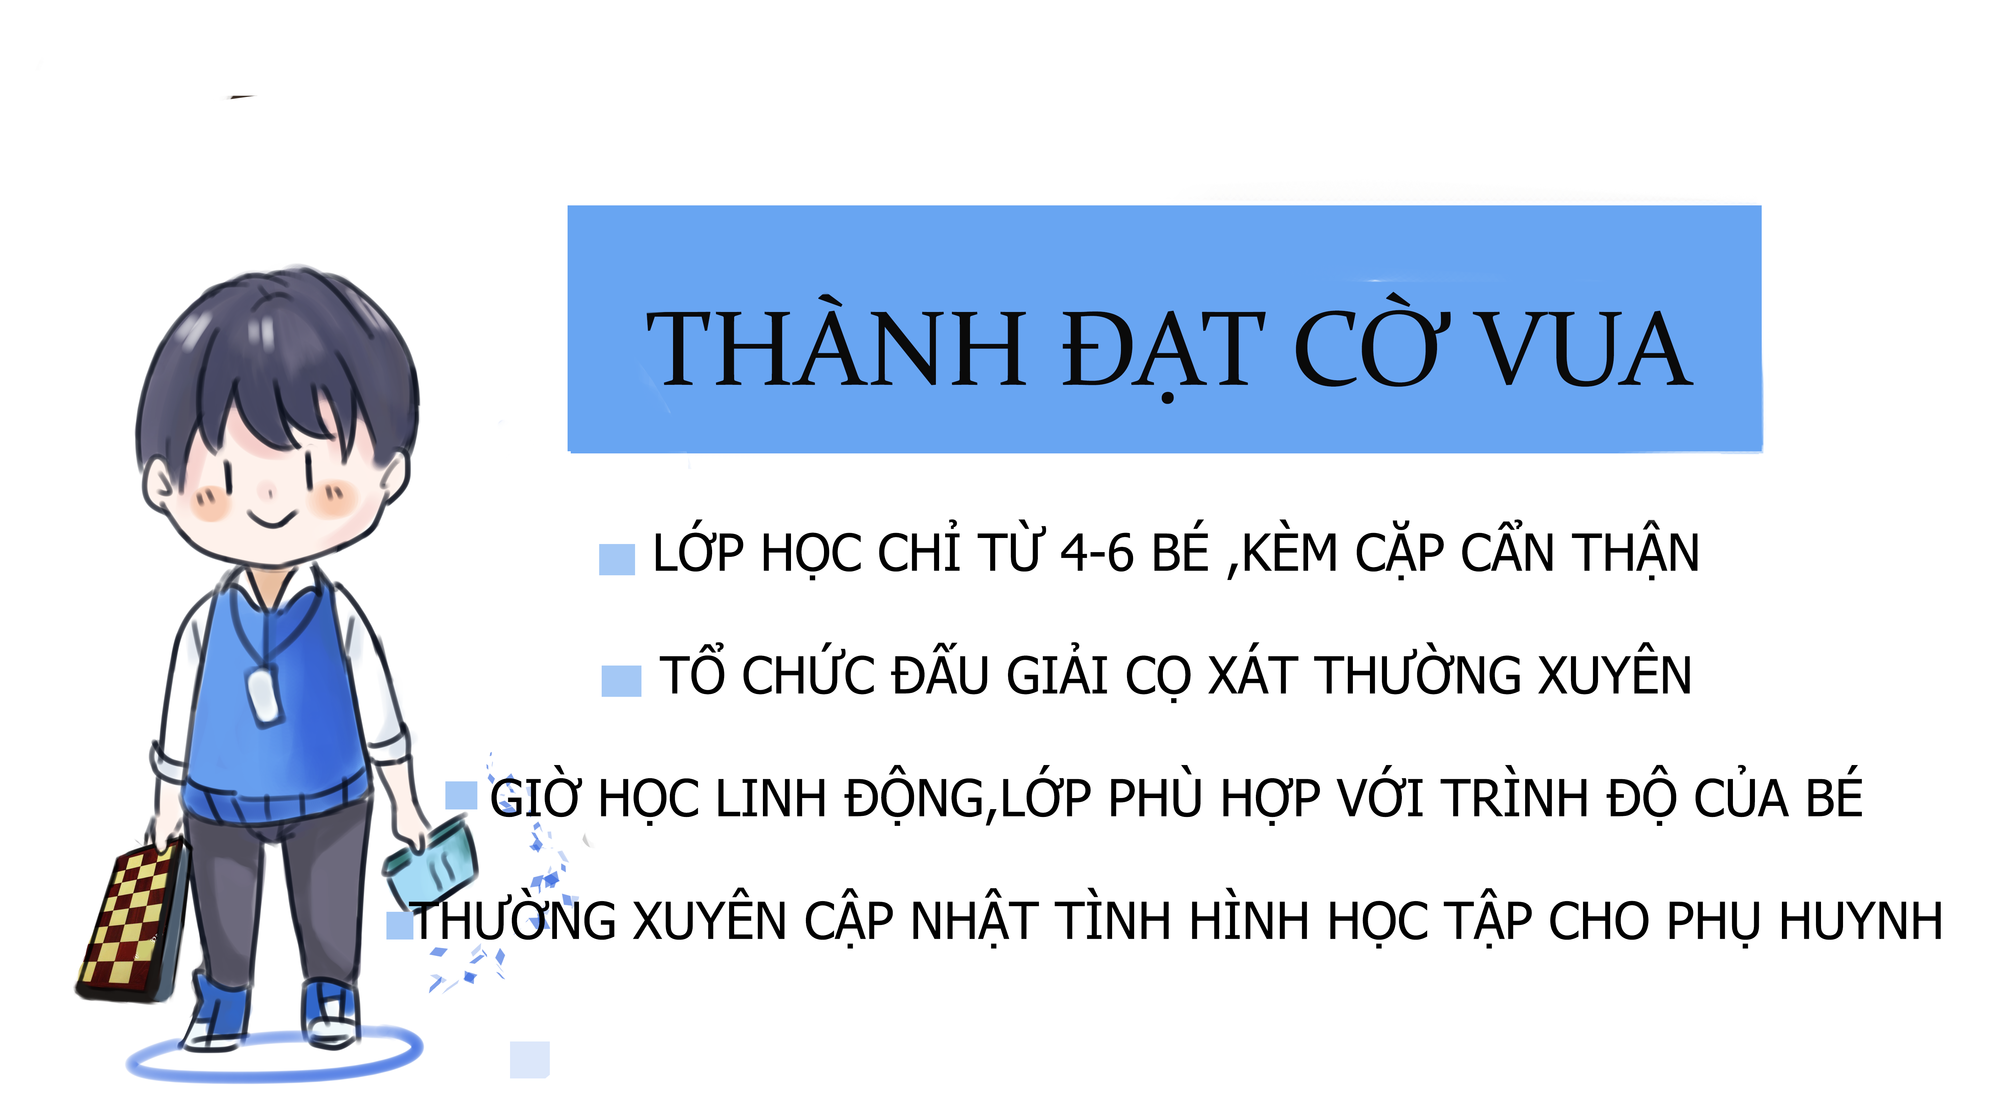 THÀNH ĐẠT CỜ VUA
LỚP HỌC CHỈ TỪ 4-6 BÉ ,KÈM CẶP CẨN THẬN
TỔ CHỨC ĐẤU GIẢI CỌ XÁT THƯỜNG XUYÊN
GIỜ HỌC LINH ĐỘNG,LỚP PHÙ HỢP VỚI TRÌNH ĐỘ CỦA BÉ
THƯỜNG XUYÊN CẬP NHẬT TÌNH HÌNH HỌC TẬP CHO PHỤ HUYNH